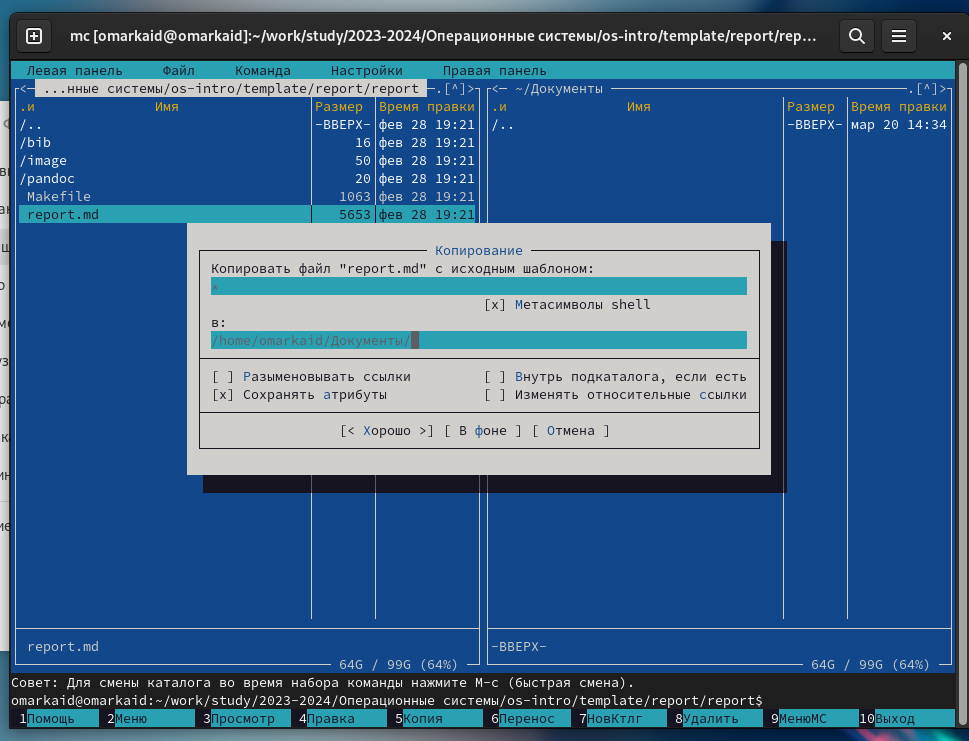 mc [omarkaid@omarkaid]:~/work/study/2023-2024/Операционные системы/os-intro/template/report/rep...
Левая панель Файл Команда Настройки Правая панель
<- ...нные системы/os-intro/template/report/report -.[^]> <- ~/Документы .[^]>
.и Имя Размер Время правки .и Имя Размер Время правки
/.. -ВВЕРХ- фев 28 19:21 /.. -ВВЕРХ- мар 20 14:34
/bib 16 фев 28 19:21
/image 50 фев 28 19:21
/pandoc 20 фев 28 19:21
Makefile 1063 фев 28 19:21
report.md 5653 фев 28 19:21
Копирование
Копировать файл "report.md" с исходным шаблоном:
*
[x] Метасимволы shell
в:
/home/omarkaid/Документы/
[ ] Разыменовывать ссылки [ ] Внутрь подкаталога, если есть
[x] Сохранять атрибуты [ ] Изменять относительные ссылки
[< Хорошо >] [ В фоне ] [ Отмена ]
report.md -ВВЕРХ-
64G / 99G (64%) 64G / 99G (64%)
Совет: Для смены каталога во время набора команды нажмите M-c (быстрая смена).
omarkaid@omarkaid:~/work/study/2023-2024/Операционные системы/os-intro/template/report/report$
1Помощь 2Меню 3Просмотр 4Правка 5Копия 6Перенос 7НовКтлг 8Удалить 9МенюMC 10Выход